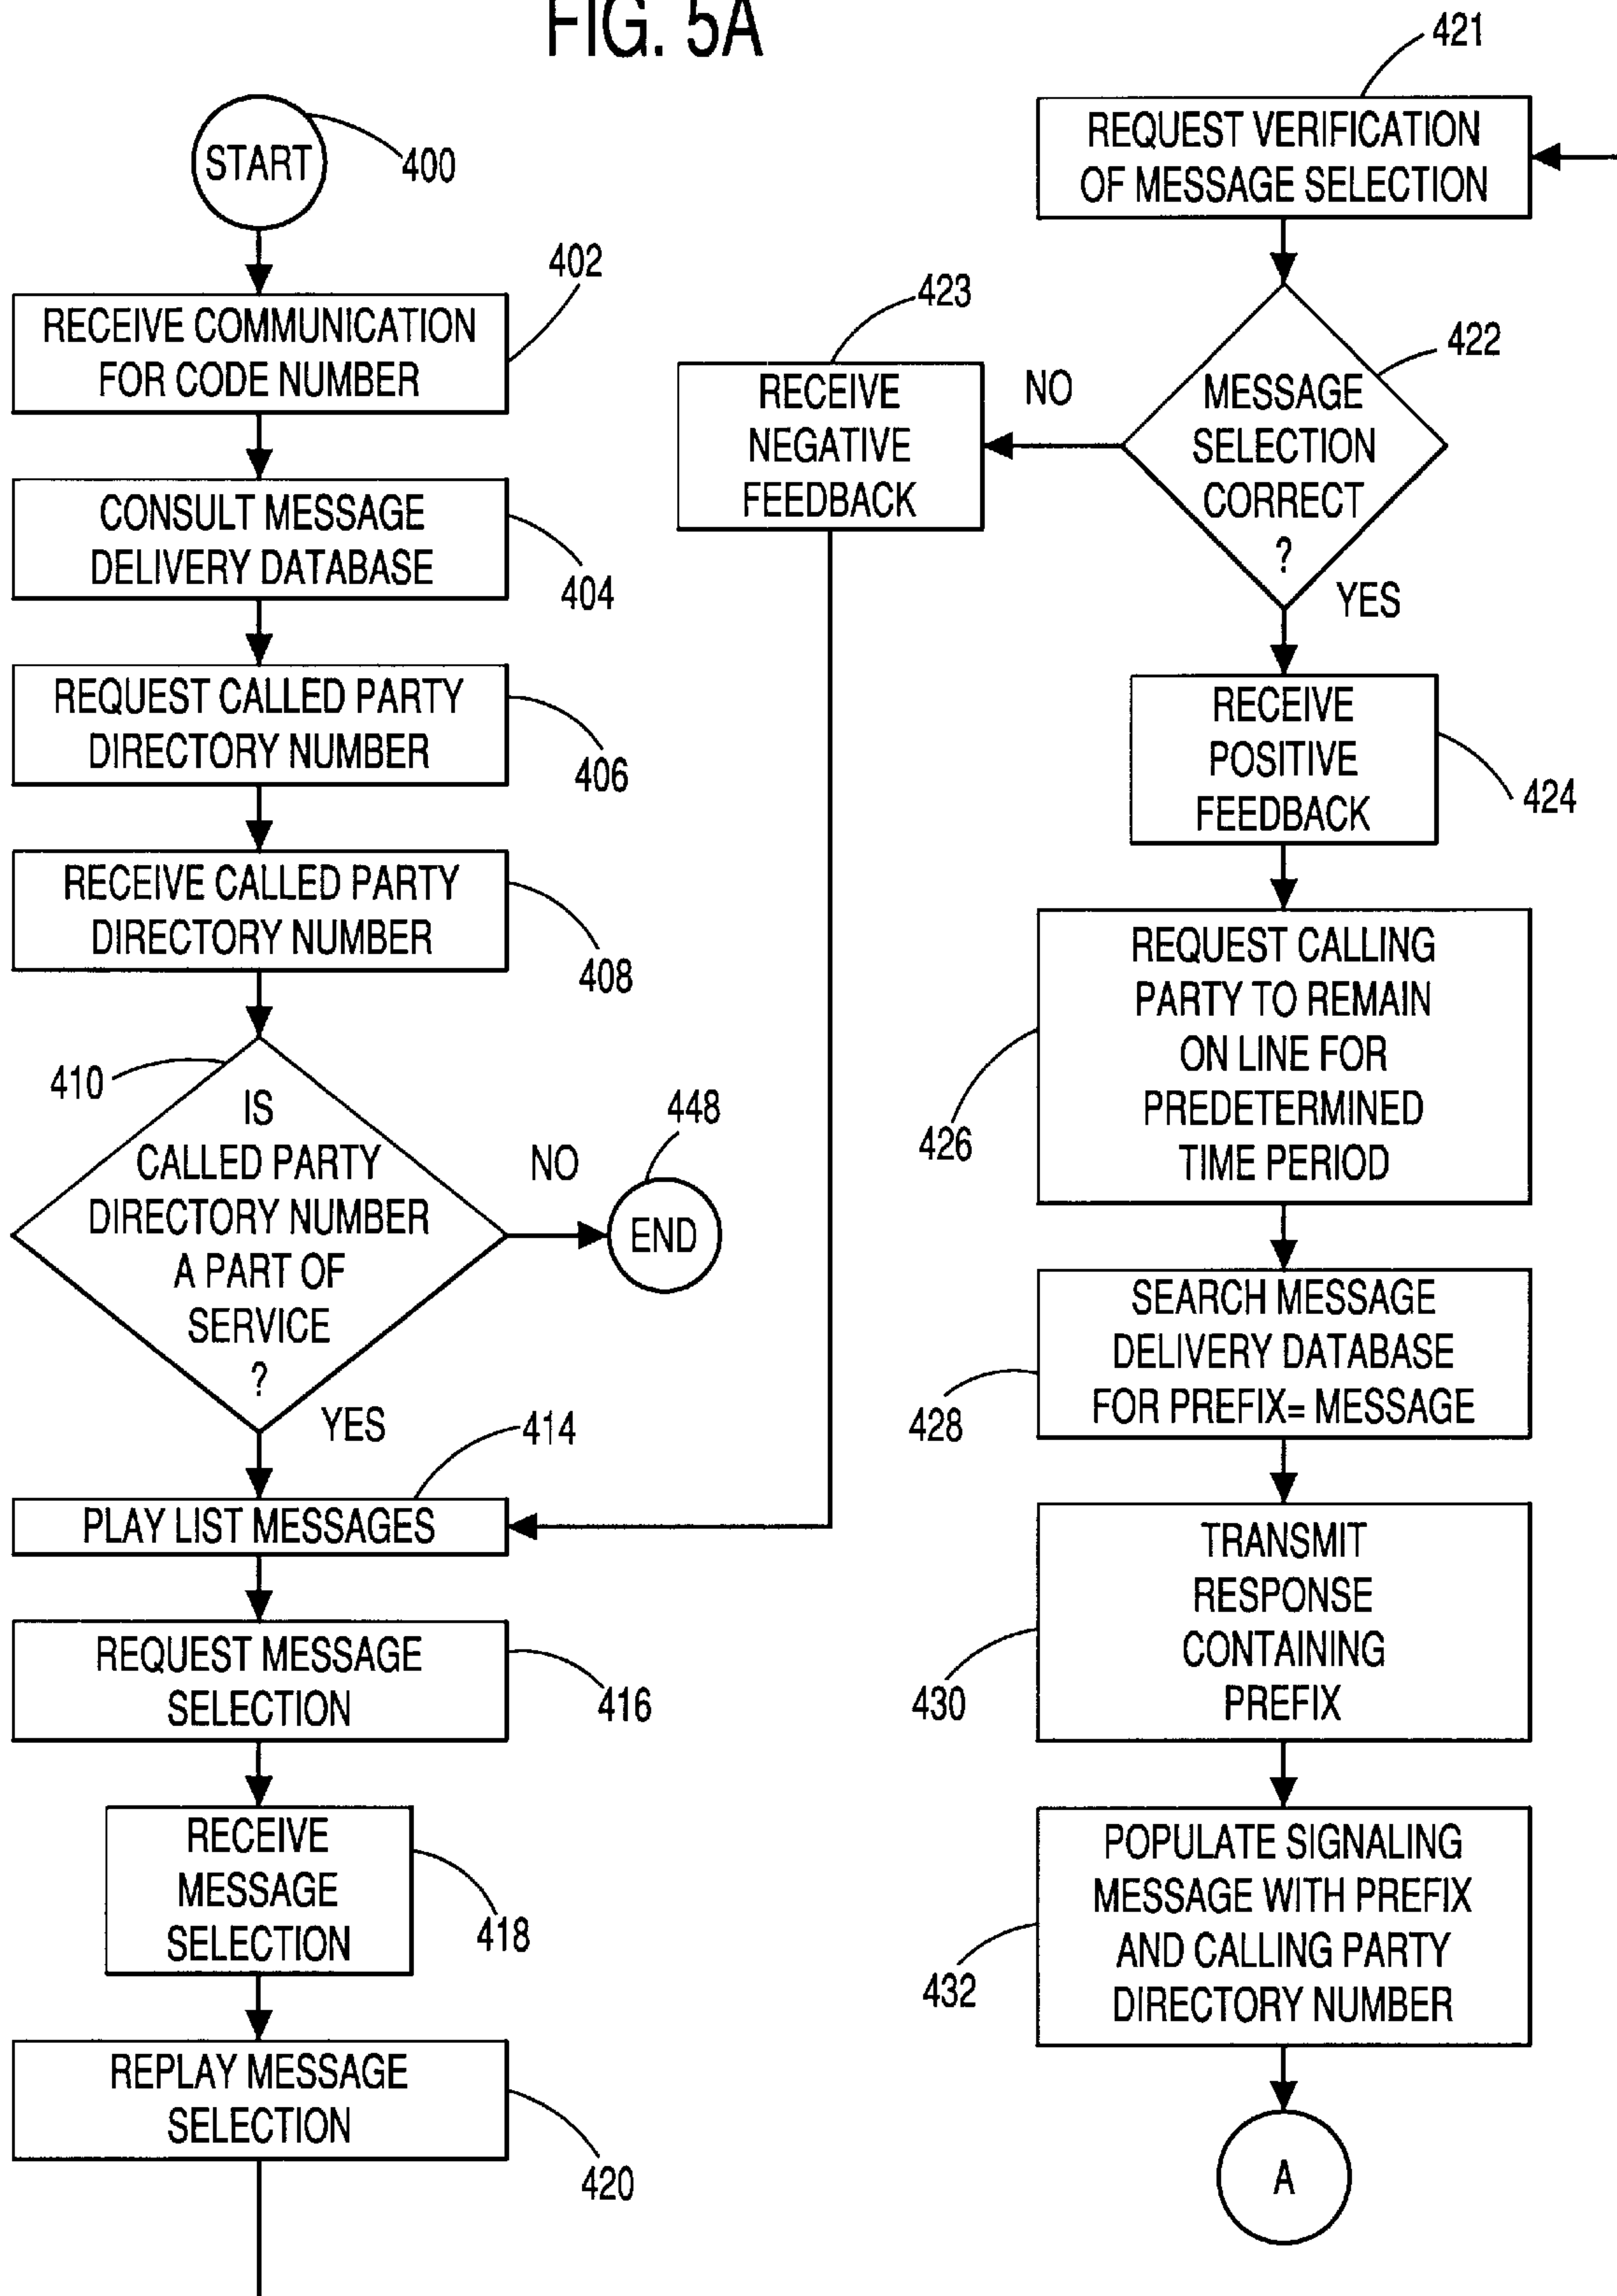 FIG. 5A
START
400
402
RECEIVE COMMUNICATION
FOR CODE NUMBER
CONSULT MESSAGE
DELIVERY DATABASE
404
REQUEST CALLED PARTY
DIRECTORY NUMBER
406
RECEIVE CALLED PARTY
DIRECTORY NUMBER
408
410
IS
CALLED PARTY
DIRECTORY NUMBER
A PART OF
SERVICE
?
NO
448
END
YES
414
PLAY LIST MESSAGES
REQUEST MESSAGE
SELECTION
416
RECEIVE
MESSAGE
SELECTION
418
REPLAY MESSAGE
SELECTION
420
421
REQUEST VERIFICATION
OF MESSAGE SELECTION
422
MESSAGE
SELECTION
CORRECT
?
NO
423
RECEIVE
NEGATIVE
FEEDBACK
YES
RECEIVE
POSITIVE
FEEDBACK
424
REQUEST CALLING
PARTY TO REMAIN
ON LINE FOR
PREDETERMINED
TIME PERIOD
426
SEARCH MESSAGE
DELIVERY DATABASE
FOR PREFIX= MESSAGE
428
TRANSMIT
RESPONSE
CONTAINING
PREFIX
430
POPULATE SIGNALING
MESSAGE WITH PREFIX
AND CALLING PARTY
DIRECTORY NUMBER
432
A